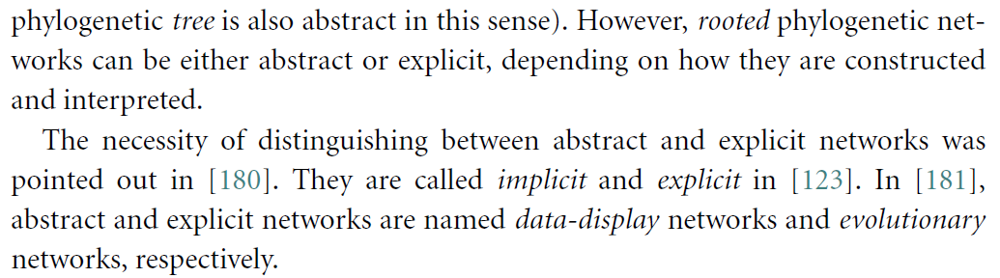 phylogenetic tree is also abstract in this sense). However, rooted phylogenetic net-
works can be either abstract or explicit, depending on how they are constructed
and interpreted.
The necessity of distinguishing between abstract and explicit networks was
pointed out in [180]. They are called implicit and explicit in [123]. In [181],
abstract and explicit networks are named data-display networks and evolutionary
networks, respectively.